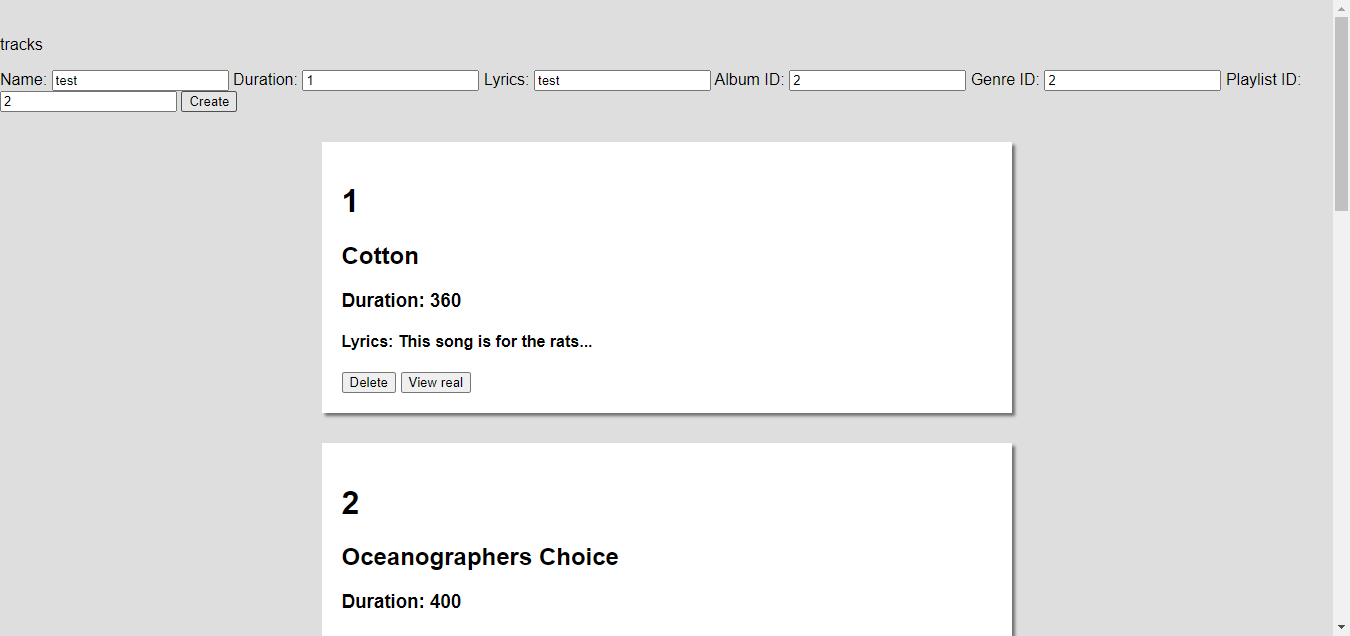 tracks
Name: test Duration: 1 Lyrics: test Album ID: 2 Genre ID: 2 Playlist ID:
2 Create
1
Cotton
Duration: 360
Lyrics: This song is for the rats...
Delete View real
2
Oceanographers Choice
Duration: 400